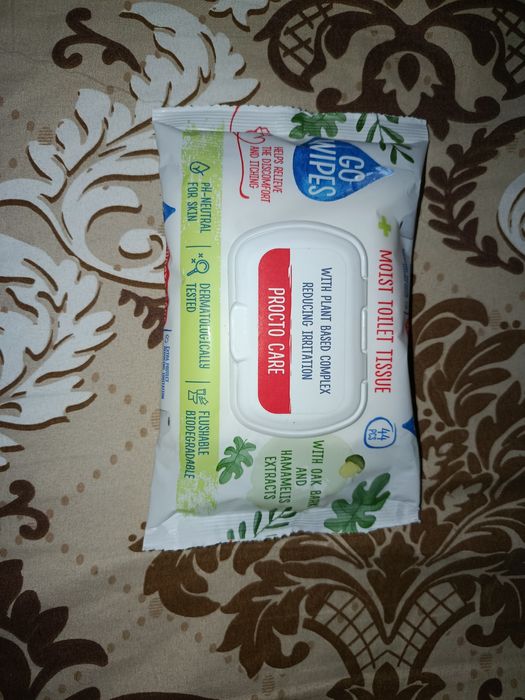 GO
WIPES
HELPS RELIEVE
THE DISCOMFORT
AND ITCHING
MOIST TOILET TISSUE
WITH PLANT BASED COMPLEX
REDUCING IRRITATION
PROCTO CARE
44
PCS
WITH OAK BARK
AND
HAMAMELIS
EXTRACTS
PH-NEUTRAL
FOR SKIN
DERMATOLOGICALLY
TESTED
FLUSHABLE
BIODEGRADABLE